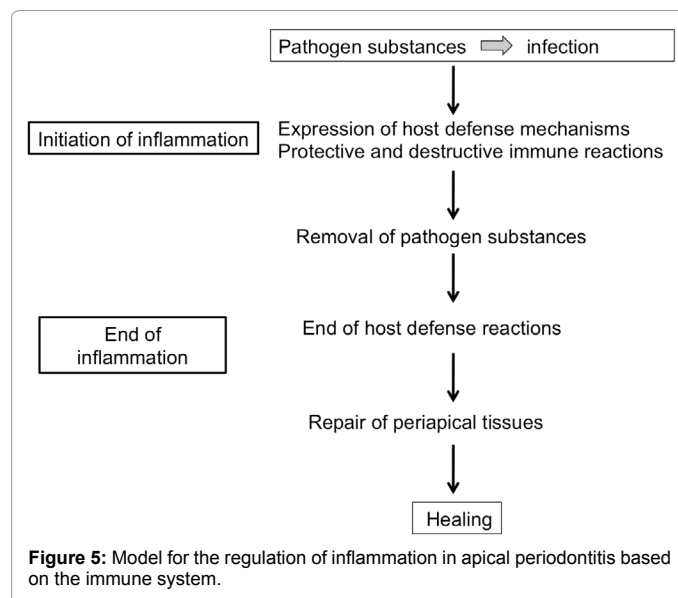 Pathogen substances infection
Initiation of inflammation
Expression of host defense mechanisms
Protective and destructive immune reactions
Removal of pathogen substances
End of
inflammation
End of host defense reactions
Repair of periapical tissues
Healing
Figure 5: Model for the regulation of inflammation in apical periodontitis based
on the immune system.